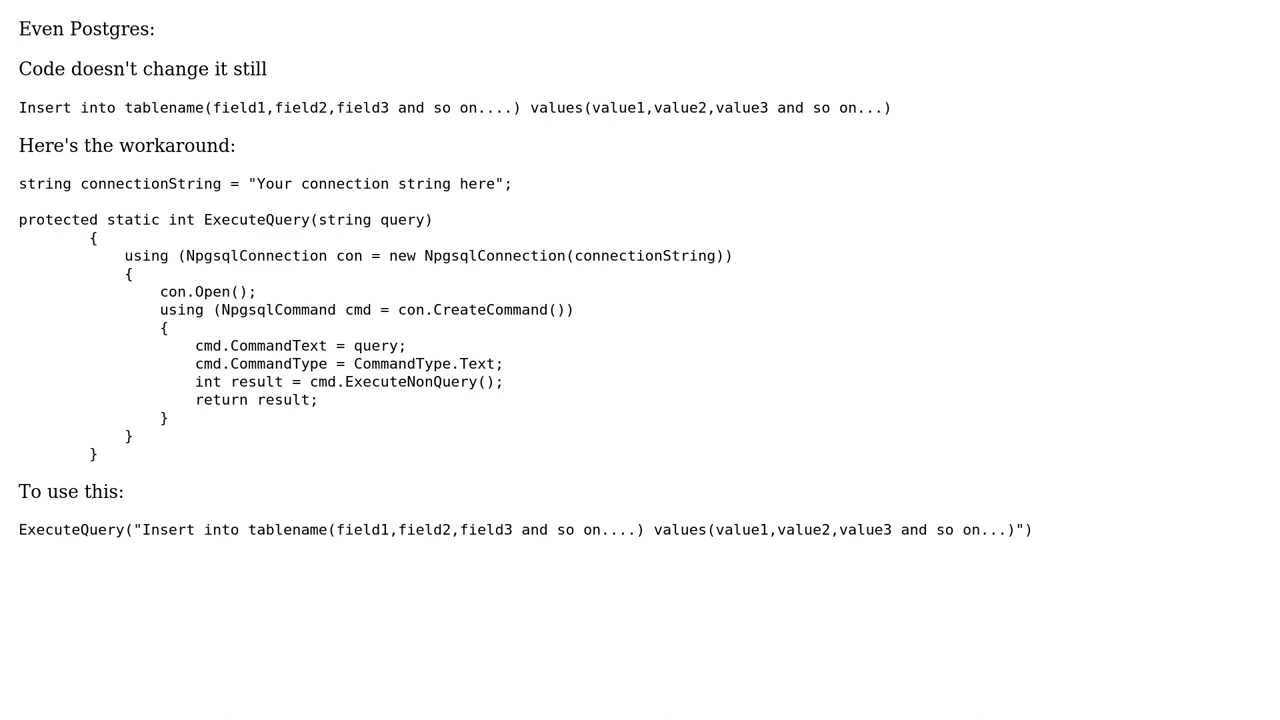 Even Postgres:
Code doesn't change it still
Insert into tablename(field1,field2,field3 and so on....) values(value1,value2,value3 and so on...)
Here's the workaround:
string connectionString = "Your connection string here";
protected static int ExecuteQuery(string query)
        {
            using (NpgsqlConnection con = new NpgsqlConnection(connectionString))
            {
                con.Open();
                using (NpgsqlCommand cmd = con.CreateCommand())
                {
                    cmd.CommandText = query;
                    cmd.CommandType = CommandType.Text;
                    int result = cmd.ExecuteNonQuery();
                    return result;
                }
            }
        }
To use this:
ExecuteQuery("Insert into tablename(field1,field2,field3 and so on....) values(value1,value2,value3 and so on...)")